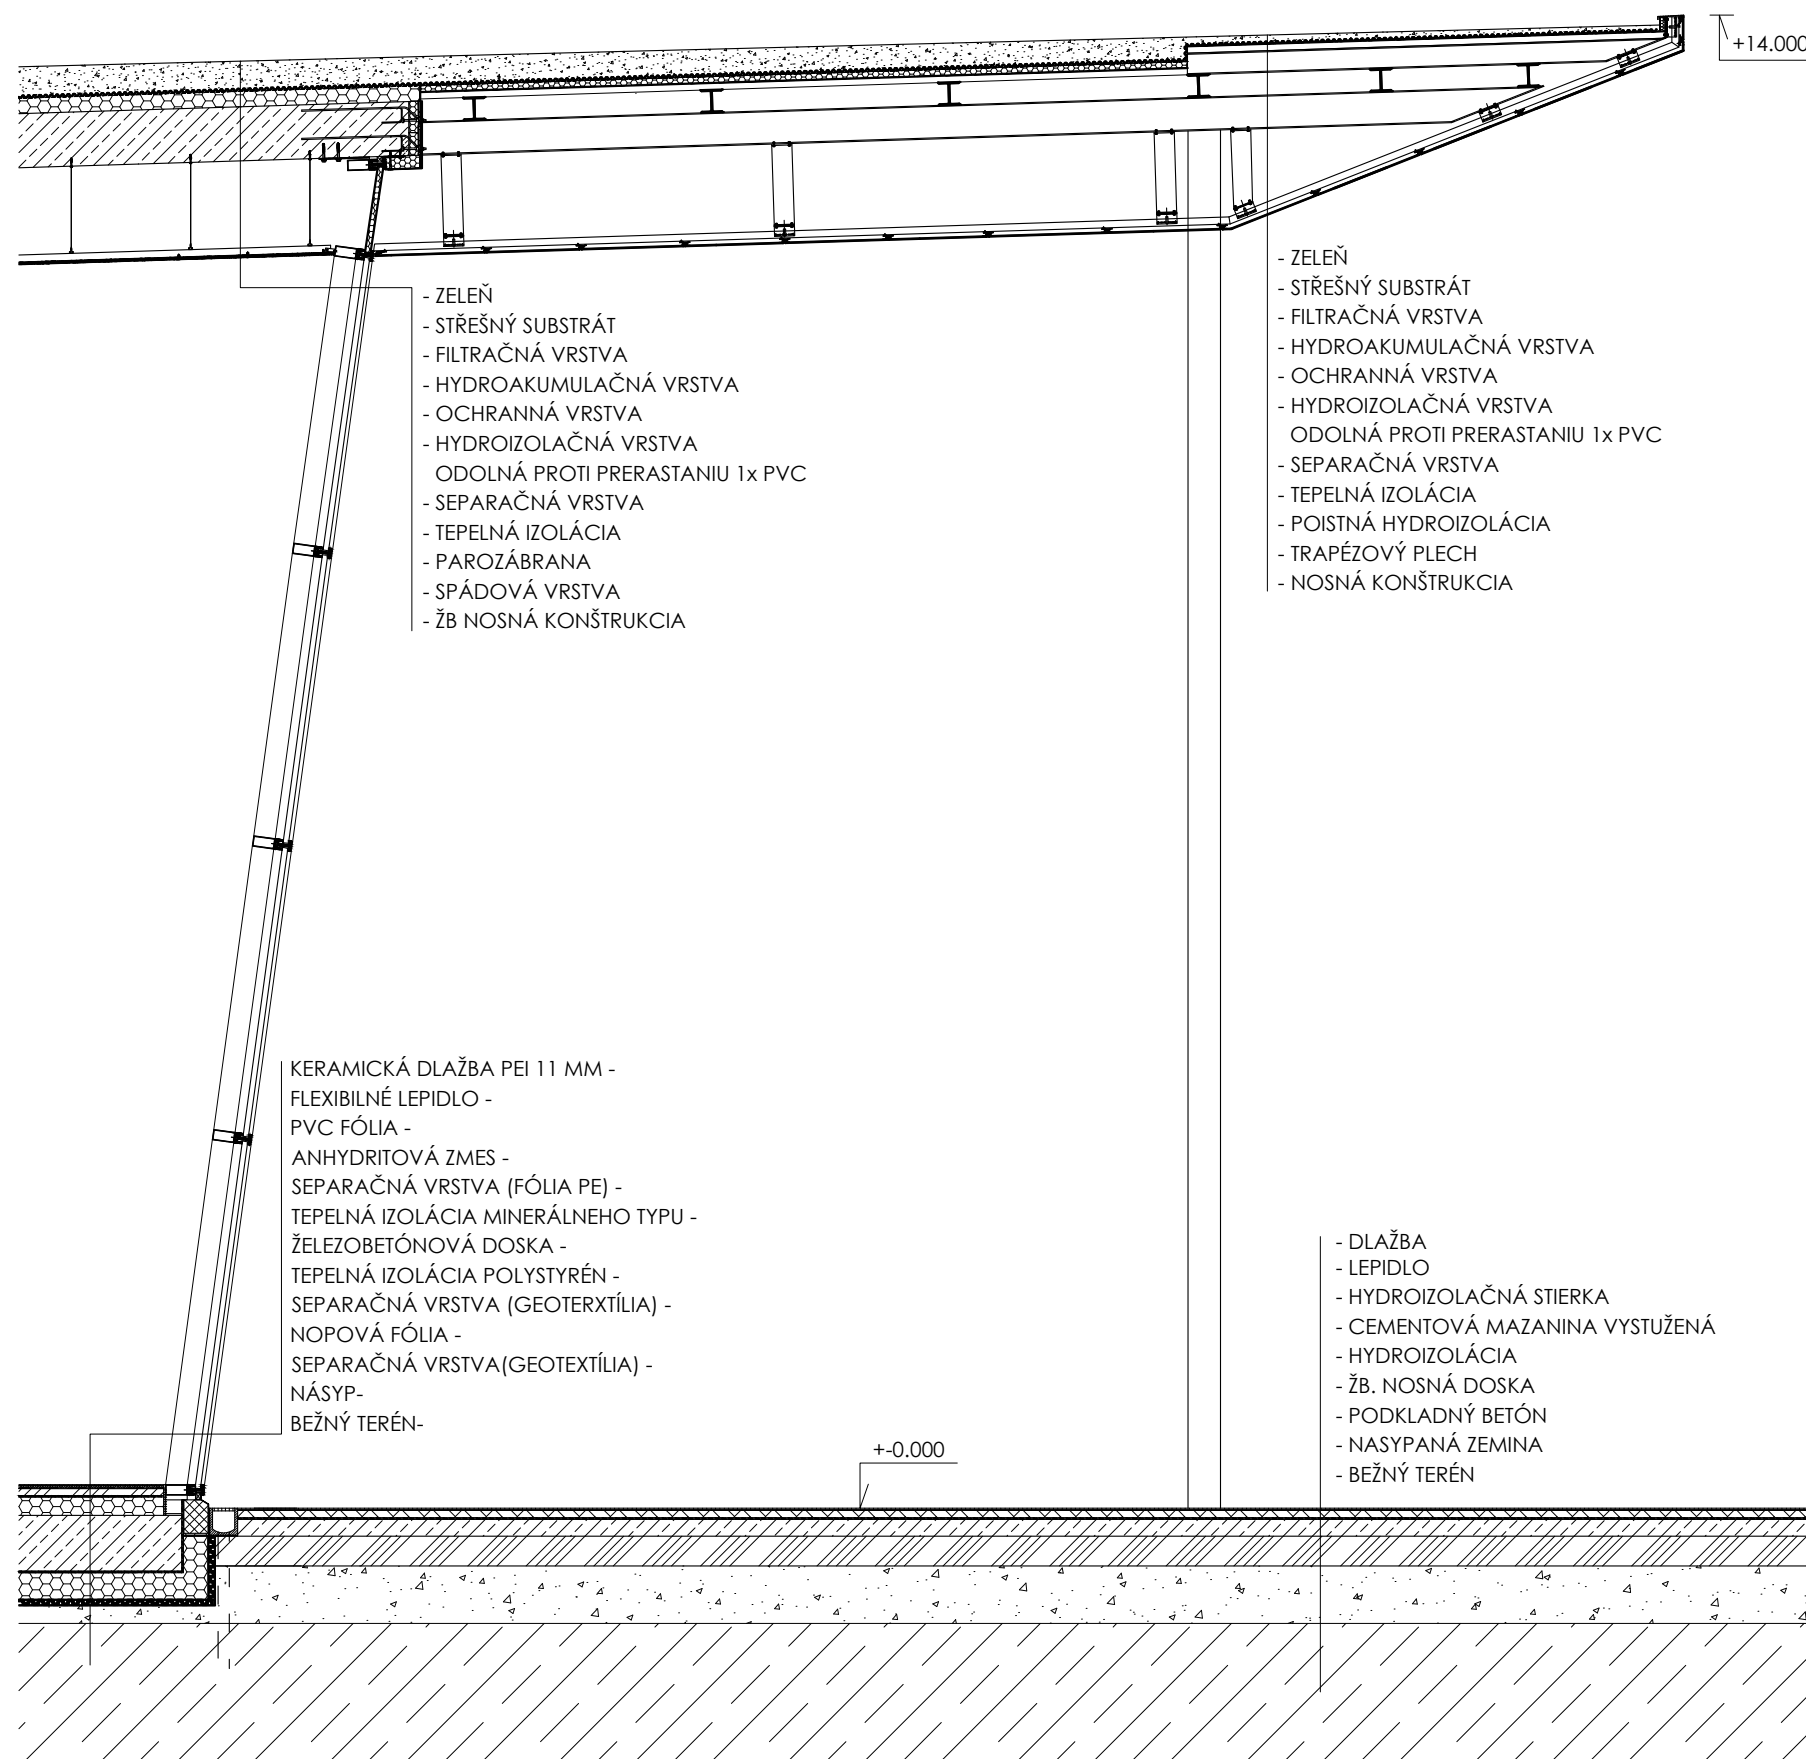 +14.000
- ZELEŇ
- STŘEŠNÝ SUBSTRÁT
- FILTRAČNÁ VRSTVA
- HYDROAKUMULAČNÁ VRSTVA
- OCHRANNÁ VRSTVA
- HYDROIZOLAČNÁ VRSTVA
ODOLNÁ PROTI PRERASTANIU 1x PVC
- SEPARAČNÁ VRSTVA
- TEPELNÁ IZOLÁCIA
- PAROZÁBRANA
- SPÁDOVÁ VRSTVA
- ŽB NOSNÁ KONŠTRUKCIA
- ZELEŇ
- STŘEŠNÝ SUBSTRÁT
- FILTRAČNÁ VRSTVA
- HYDROAKUMULAČNÁ VRSTVA
- OCHRANNÁ VRSTVA
- HYDROIZOLAČNÁ VRSTVA
ODOLNÁ PROTI PRERASTANIU 1x PVC
- SEPARAČNÁ VRSTVA
- TEPELNÁ IZOLÁCIA
- POISTNÁ HYDROIZOLÁCIA
- TRAPÉZOVÝ PLECH
- NOSNÁ KONŠTRUKCIA
KERAMICKÁ DLAŽBA PEI 11 MM -
FLEXIBILNÉ LEPIDLO -
PVC FÓLIA -
ANHYDRITOVÁ ZMES -
SEPARAČNÁ VRSTVA (FÓLIA PE) -
TEPELNÁ IZOLÁCIA MINERÁLNEHO TYPU -
ŽELEZOBETÓNOVÁ DOSKA -
TEPELNÁ IZOLÁCIA POLYSTYRÉN -
SEPARAČNÁ VRSTVA (GEOTERXTÍLIA) -
NOPOVÁ FÓLIA -
SEPARAČNÁ VRSTVA(GEOTEXTÍLIA) -
NÁSYP-
BEŽNÝ TERÉN-
+-0.000
- DLAŽBA
- LEPIDLO
- HYDROIZOLAČNÁ STIERKA
- CEMENTOVÁ MAZANINA VYSTUŽENÁ
- HYDROIZOLÁCIA
- ŽB. NOSNÁ DOSKA
- PODKLADNÝ BETÓN
- NASYPANÁ ZEMINA
- BEŽNÝ TERÉN